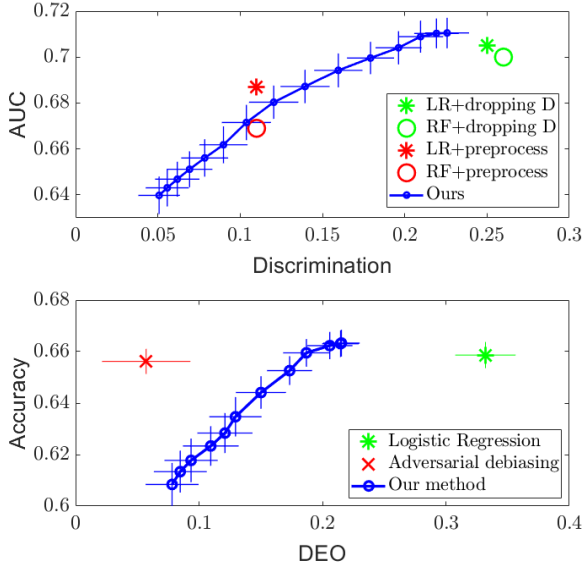 0.72
0.7
0.68
0.66
0.64
AUC
0.05
0.1
0.15
0.2
0.25
0.3
0
Discrimination
LR+dropping D
RF+dropping D
LR+preprocess
RF+preprocess
Ours
0.68
0.66
0.64
0.62
0.6
Accuracy
0
0.1
0.2
0.3
0.4
DEO
Logistic Regression
Adversarial debiasing
Our method